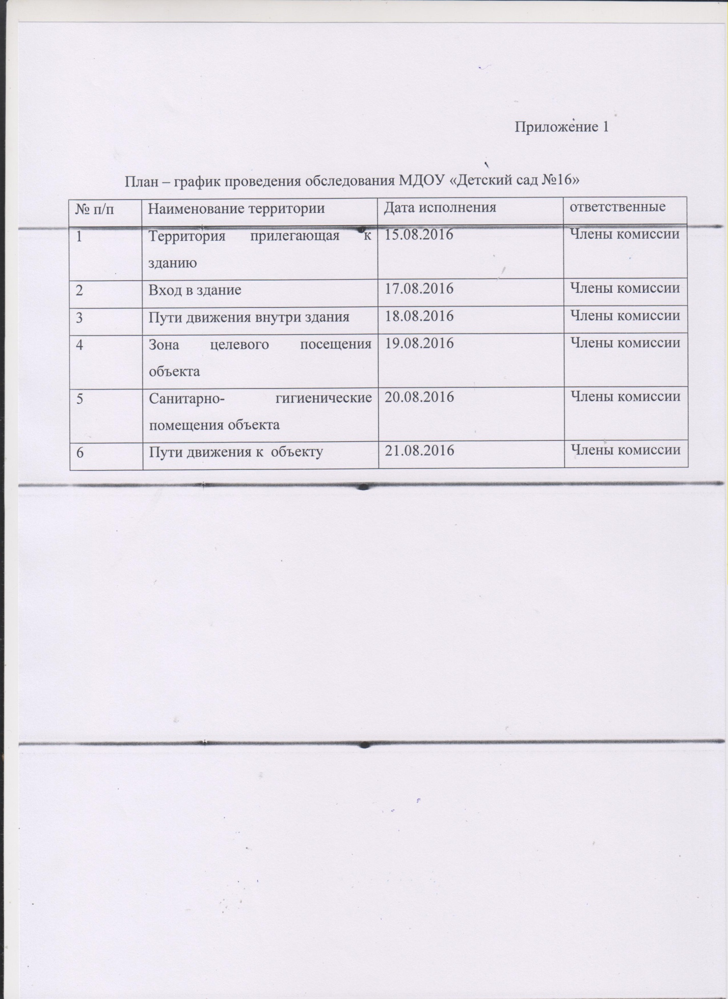 Приложение 1
План – график проведения обследования МДОУ «Детский сад №16»
№ п/п Наименование территории Дата исполнения ответственные
1 Территория прилегающая к 15.08.2016 Члены комиссии
зданию
2 Вход в здание 17.08.2016 Члены комиссии
3 Пути движения внутри здания 18.08.2016 Члены комиссии
4 Зона целевого посещения 19.08.2016 Члены комиссии
объекта
5 Санитарно- гигиенические 20.08.2016 Члены комиссии
помещения объекта
6 Пути движения к объекту 21.08.2016 Члены комиссии